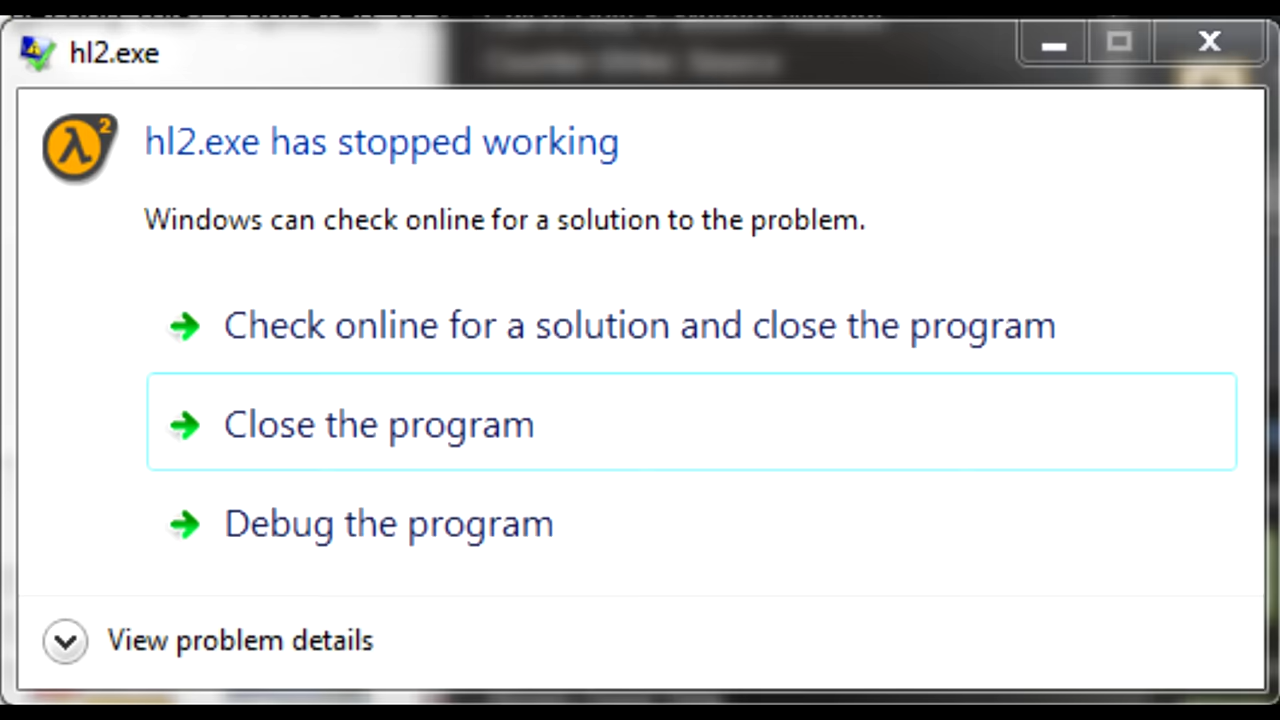 hl2.exe
hl2.exe has stopped working
Windows can check online for a solution to the problem.
Check online for a solution and close the program
Close the program
Debug the program
View problem details